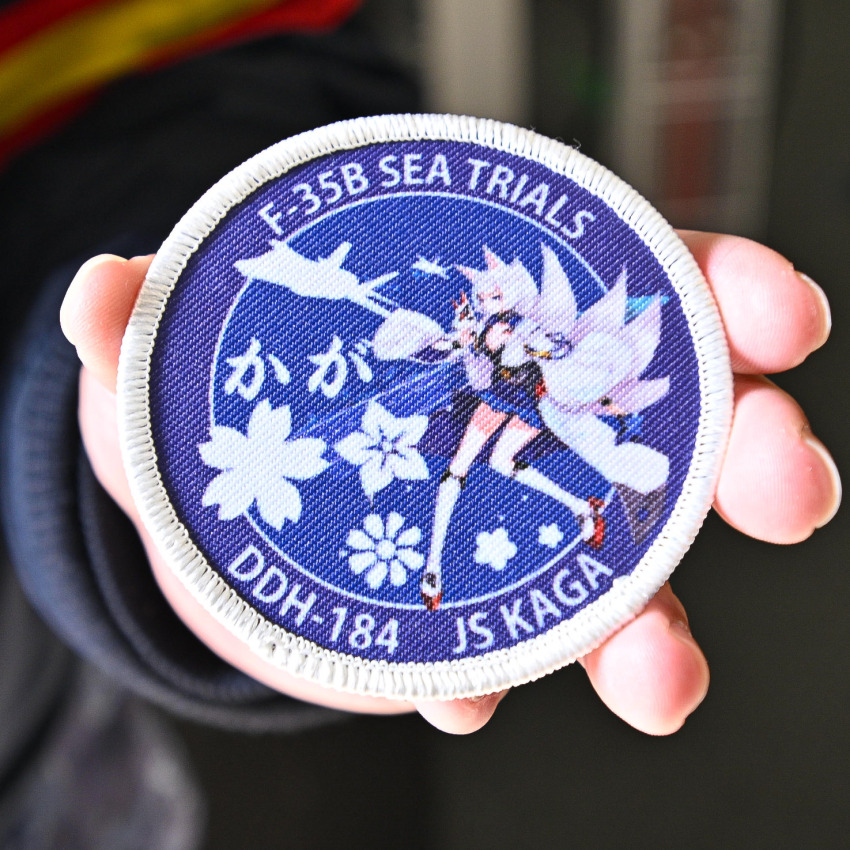 F-35B SEA TRIALS
かが
DDH-184 JS KAGA